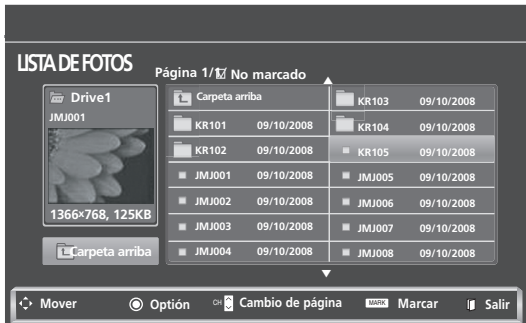 LISTA DE FOTOS
Página 1/1 No marcado
Drive1
JMJ001
1366×768, 125KB
Carpeta arriba
Carpeta arriba
KR101 09/10/2008
KR102 09/10/2008
JMJ001 09/10/2008
JMJ002 09/10/2008
JMJ003 09/10/2008
JMJ004 09/10/2008
KR103 09/10/2008
KR104 09/10/2008
KR105 09/10/2008
JMJ005 09/10/2008
JMJ006 09/10/2008
JMJ007 09/10/2008
JMJ008 09/10/2008
Mover Optión CH Cambio de página MARK Marcar Salir